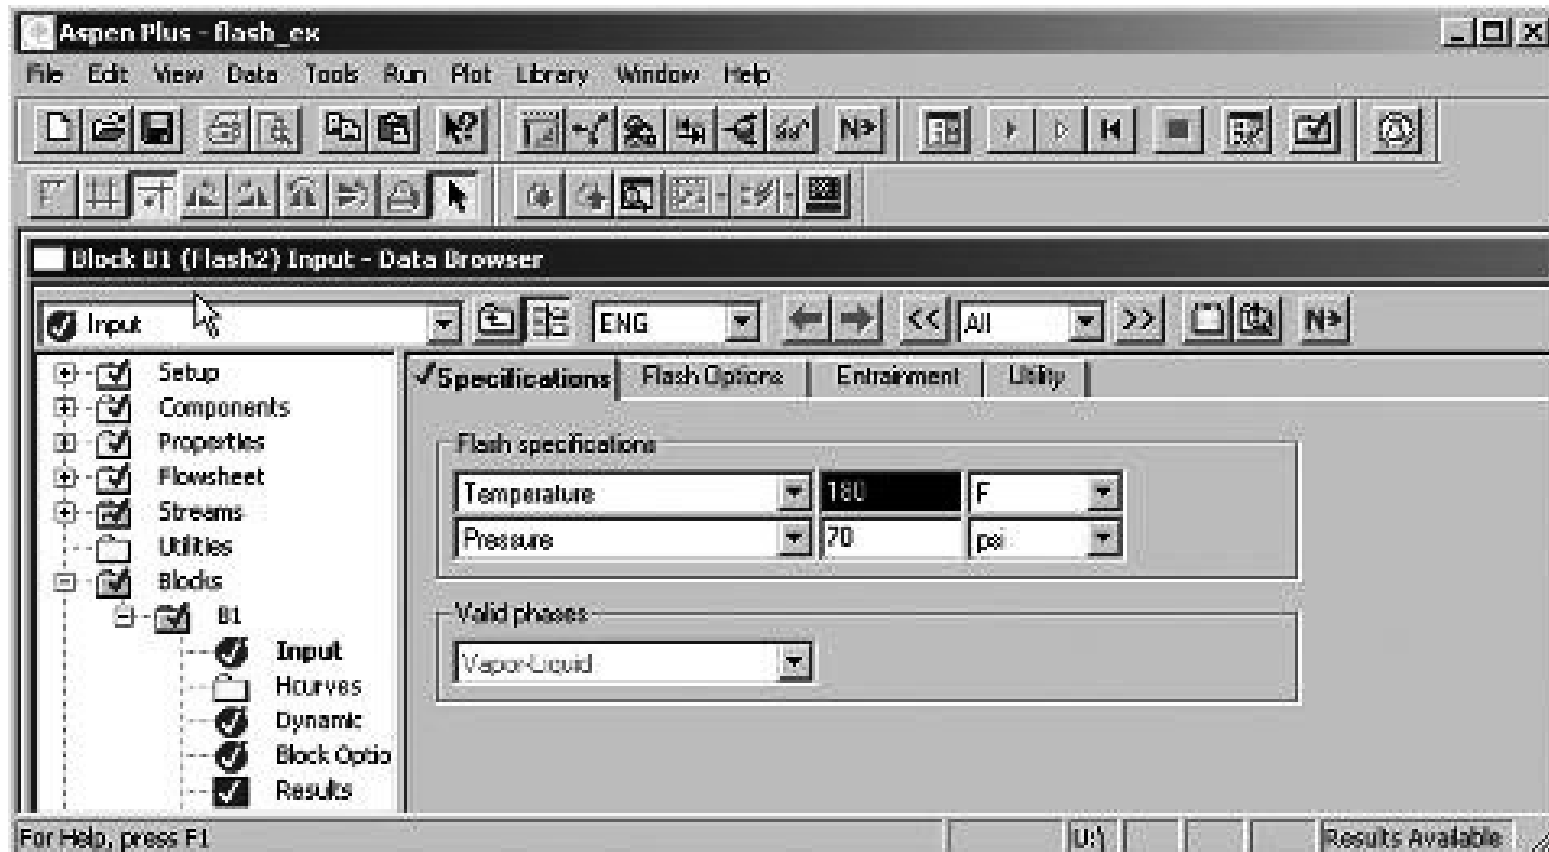 Aspen Plus - flash_ex
File Edit View Data Tools Run Plot Library Window Help
N>
Block B1 (Flash2) Input - Data Browser
Input ENG << All >> N>
Setup
Components
Properties
Flowsheet
Streams
Utilities
Blocks
B1
Input
Hcurves
Dynamic
Block Optio
Results
Specifications Flash Options Entrainment Utility
Flash specifications
Temperature 180 F
Pressure 70 psi
Valid phases
Vapor-Liquid
For Help, press F1 U:\ Results Available